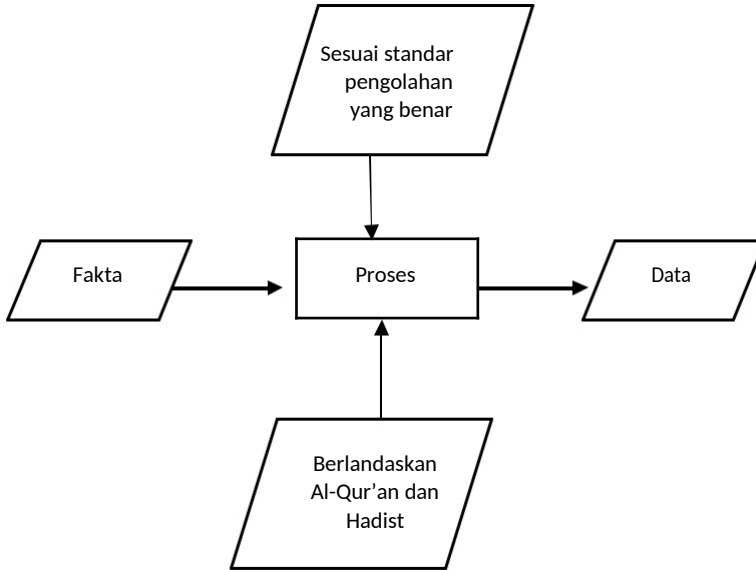 Sesuai standar
pengolahan
yang benar
Fakta
Proses
Data
Berlandaskan
Al-Qur’an dan
Hadist